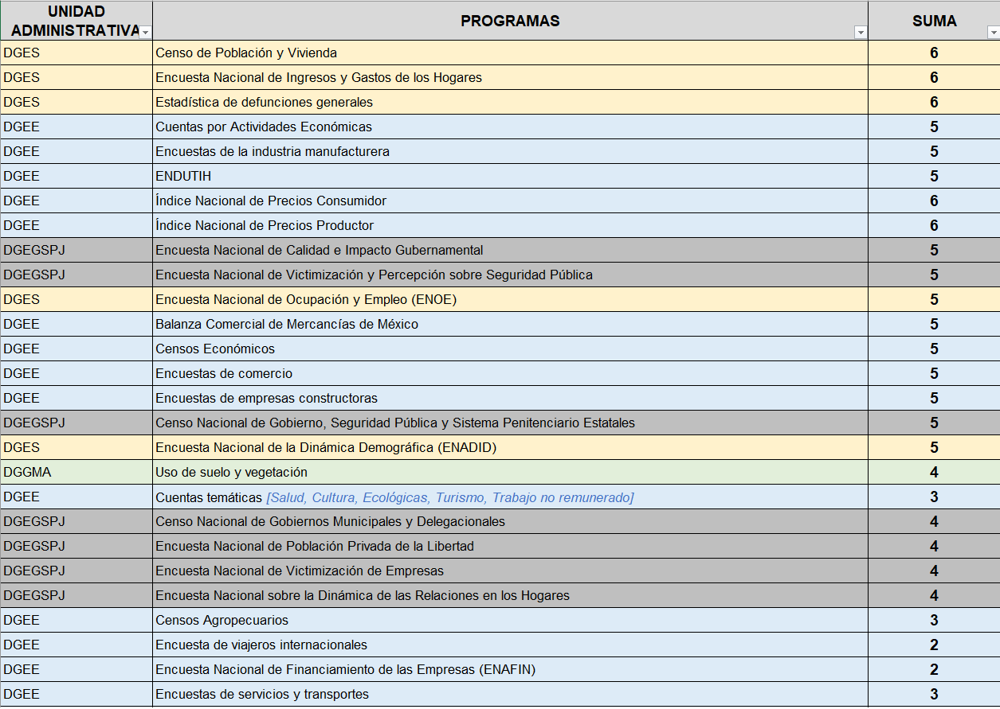 UNIDAD
ADMINISTRATIVA PROGRAMAS SUMA
DGES Censo de Población y Vivienda 6
DGES Encuesta Nacional de Ingresos y Gastos de los Hogares 6
DGES Estadística de defunciones generales 6
DGEE Cuentas por Actividades Económicas 5
DGEE Encuestas de la industria manufacturera 5
DGEE ENDUTIH 5
DGEE Índice Nacional de Precios Consumidor 6
DGEE Índice Nacional de Precios Productor 6
DGEGSPJ Encuesta Nacional de Calidad e Impacto Gubernamental 5
DGEGSPJ Encuesta Nacional de Victimización y Percepción sobre Seguridad Pública 5
DGES Encuesta Nacional de Ocupación y Empleo (ENOE) 5
DGEE Balanza Comercial de Mercancías de México 5
DGEE Censos Económicos 5
DGEE Encuestas de comercio 5
DGEE Encuestas de empresas constructoras 5
DGEGSPJ Censo Nacional de Gobierno, Seguridad Pública y Sistema Penitenciario Estatales 5
DGES Encuesta Nacional de la Dinámica Demográfica (ENADID) 5
DGGMA Uso de suelo y vegetación 4
DGEE Cuentas temáticas [Salud, Cultura, Ecológicas, Turismo, Trabajo no remunerado] 3
DGEGSPJ Censo Nacional de Gobiernos Municipales y Delegacionales 4
DGEGSPJ Encuesta Nacional de Población Privada de la Libertad 4
DGEGSPJ Encuesta Nacional de Victimización de Empresas 4
DGEGSPJ Encuesta Nacional sobre la Dinámica de las Relaciones en los Hogares 4
DGEE Censos Agropecuarios 3
DGEE Encuesta de viajeros internacionales 2
DGEE Encuesta Nacional de Financiamiento de las Empresas (ENAFIN) 2
DGEE Encuestas de servicios y transportes 3